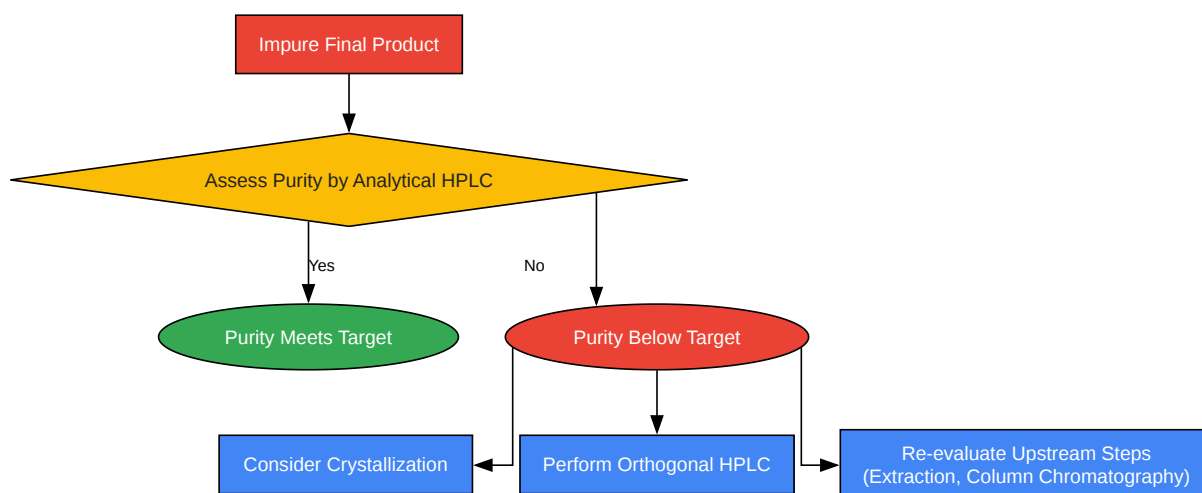 Impure Final Product
Assess Purity by Analytical HPLC
Yes
No
Purity Meets Target
Purity Below Target
Consider Crystallization
Perform Orthogonal HPLC
Re-evaluate Upstream Steps
(Extraction, Column Chromatography)